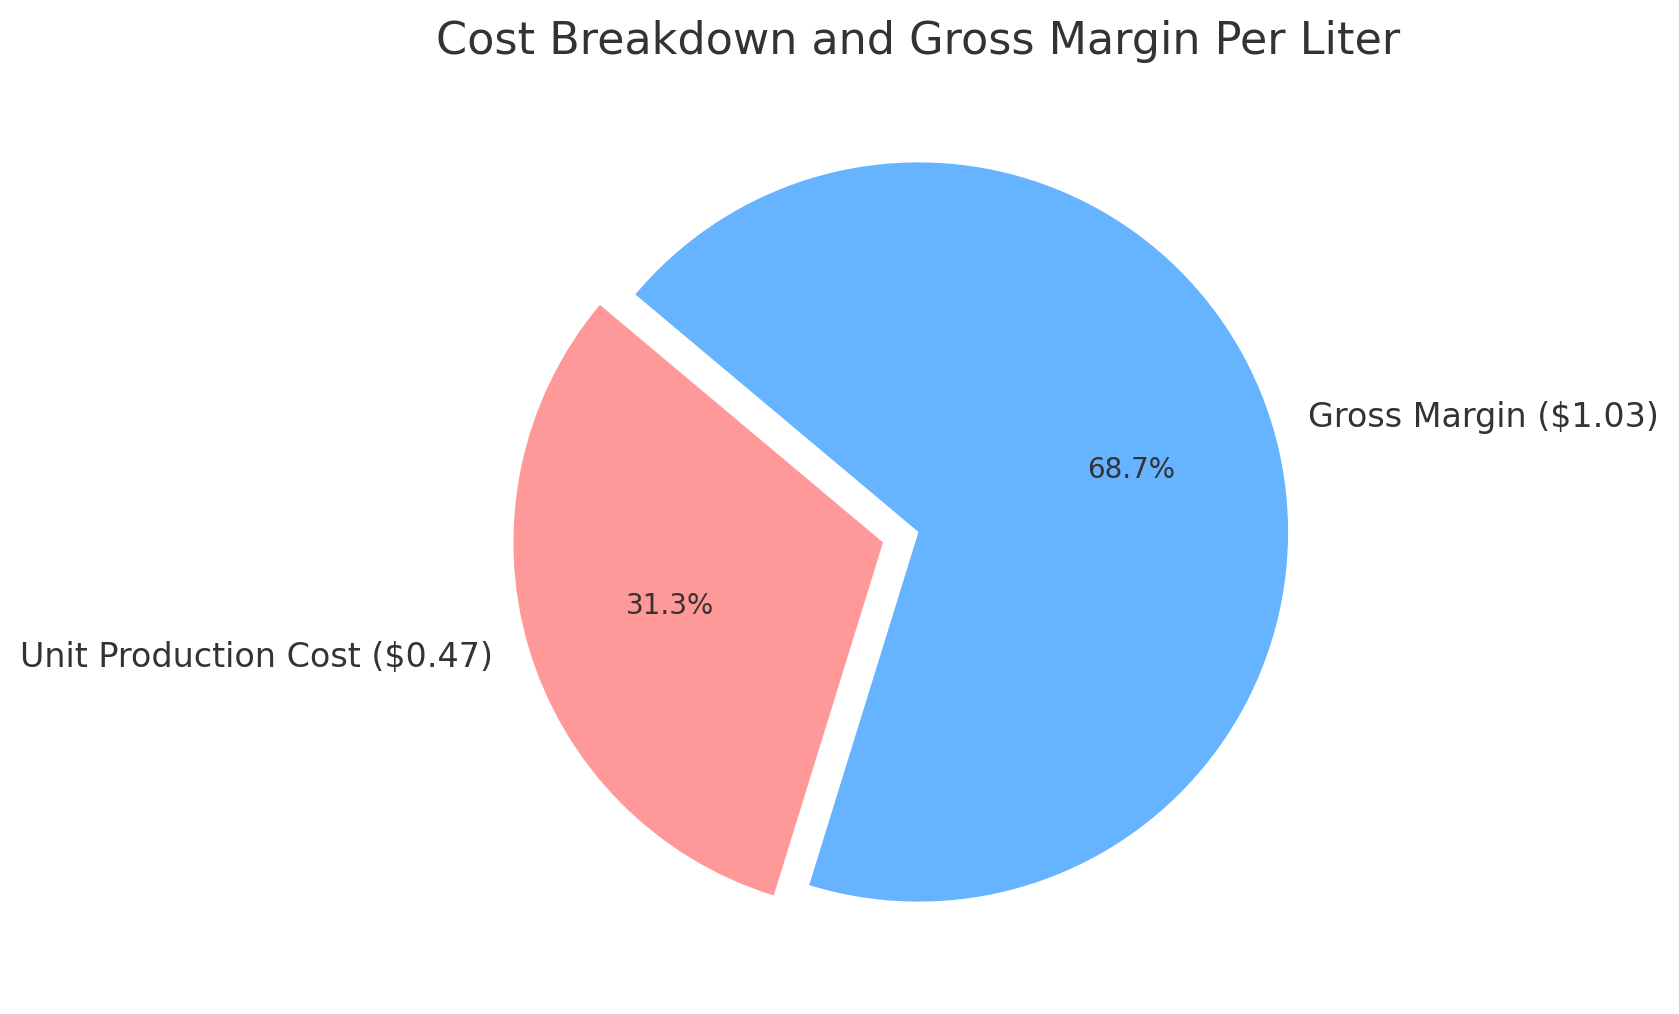 Cost Breakdown and Gross Margin Per Liter
Gross Margin ($1.03)
68.7%
31.3%
Unit Production Cost ($0.47)